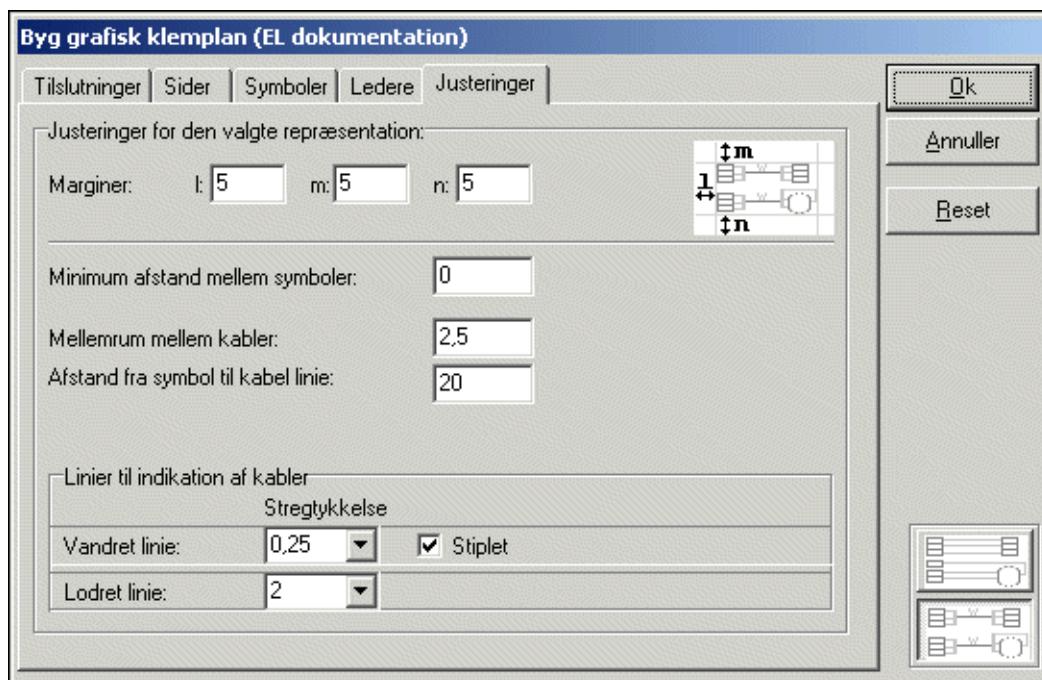 Byg grafisk klemplan (EL dokumentation)
Tilslutninger Sider Symboler Ledere Justeringer
Ok
Annuller
Reset
Justeringer for den valgte repræsentation:
Marginer: l: 5 m: 5 n: 5
m
l
n
W
W
Minimum afstand mellem symboler: 0
Mellemrum mellem kabler: 2,5
Afstand fra symbol til kabel linie: 20
Linier til indikation af kabler
Stregtykkelse
Vandret linie: 0,25 Stiplet
Lodret linie: 2
W
W